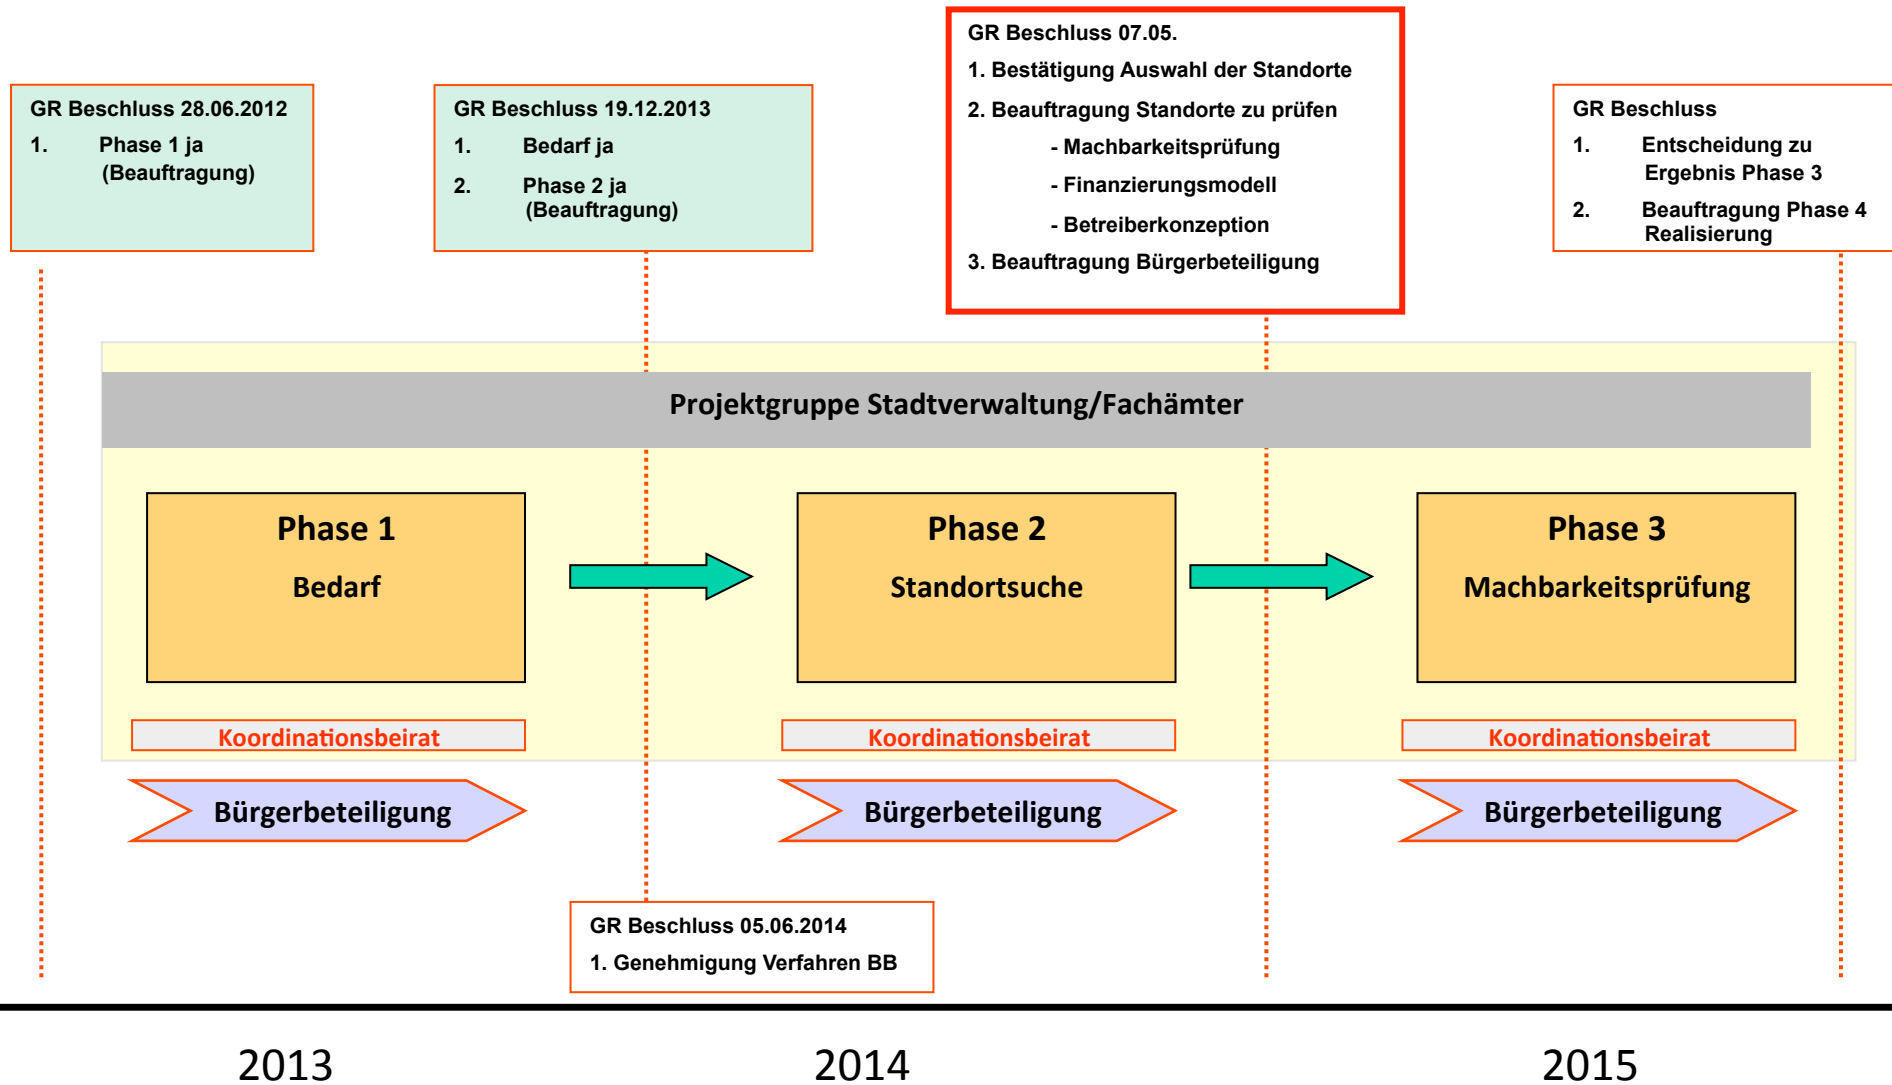 GR Beschluss 28.06.2012
1. Phase 1 ja
(Beauftragung)
GR Beschluss 19.12.2013
1. Bedarf ja
2. Phase 2 ja
(Beauftragung)
GR Beschluss 07.05.
1. Bestätigung Auswahl der Standorte
2. Beauftragung Standorte zu prüfen
- Machbarkeitsprüfung
- Finanzierungsmodell
- Betreiberkonzeption
3. Beauftragung Bürgerbeteiligung
GR Beschluss
1. Entscheidung zu
Ergebnis Phase 3
2. Beauftragung Phase 4
Realisierung
Projektgruppe Stadtverwaltung/Fachämter
Phase 1
Bedarf
Phase 2
Standortsuche
Phase 3
Machbarkeitsprüfung
Koordinationsbeirat
Koordinationsbeirat
Koordinationsbeirat
Bürgerbeteiligung
Bürgerbeteiligung
Bürgerbeteiligung
GR Beschluss 05.06.2014
1. Genehmigung Verfahren BB
2013
2014
2015